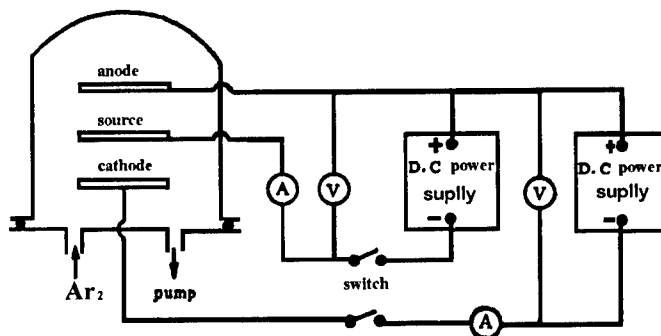 anode
source
cathode
A
V
+
D.C power
suplly
−
+
D.C power
suplly
−
V
switch
Ar₂
pump
A